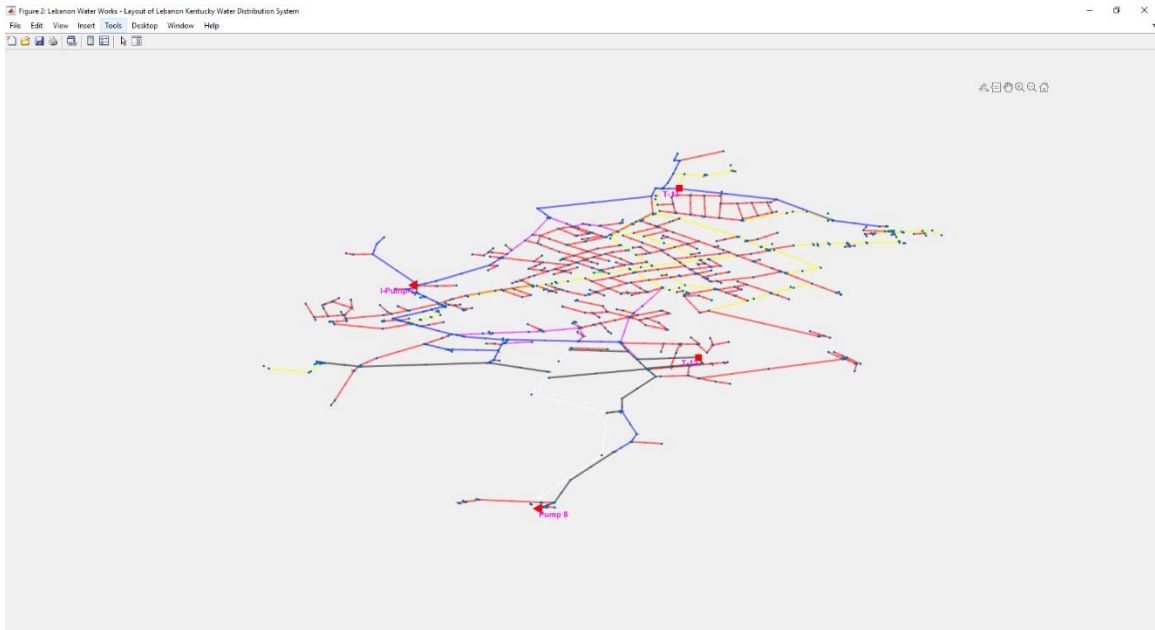 Figure 2: Lebanon Water Works - Layout of Lebanon Kentucky Water Distribution System
File Edit View Insert Tools Desktop Window Help
I-Pump
Pump 8